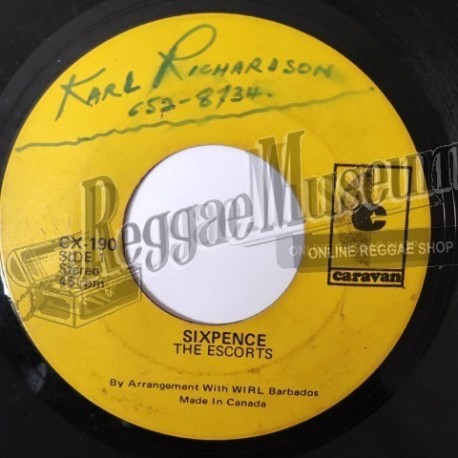 KARL RICHARDSON
652-8734.
ReggaeMuseum
ONLINE REGGAE SHOP
CX-190
SIDE 1
Stereo
45 rpm
C
caravan
SIXPENCE
THE ESCORTS
By Arrangement With WIRL Barbados
Made In Canada